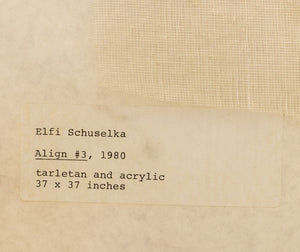 Elfi Schuselka
Align #3, 1980
tarletan and acrylic
37 x 37 inches